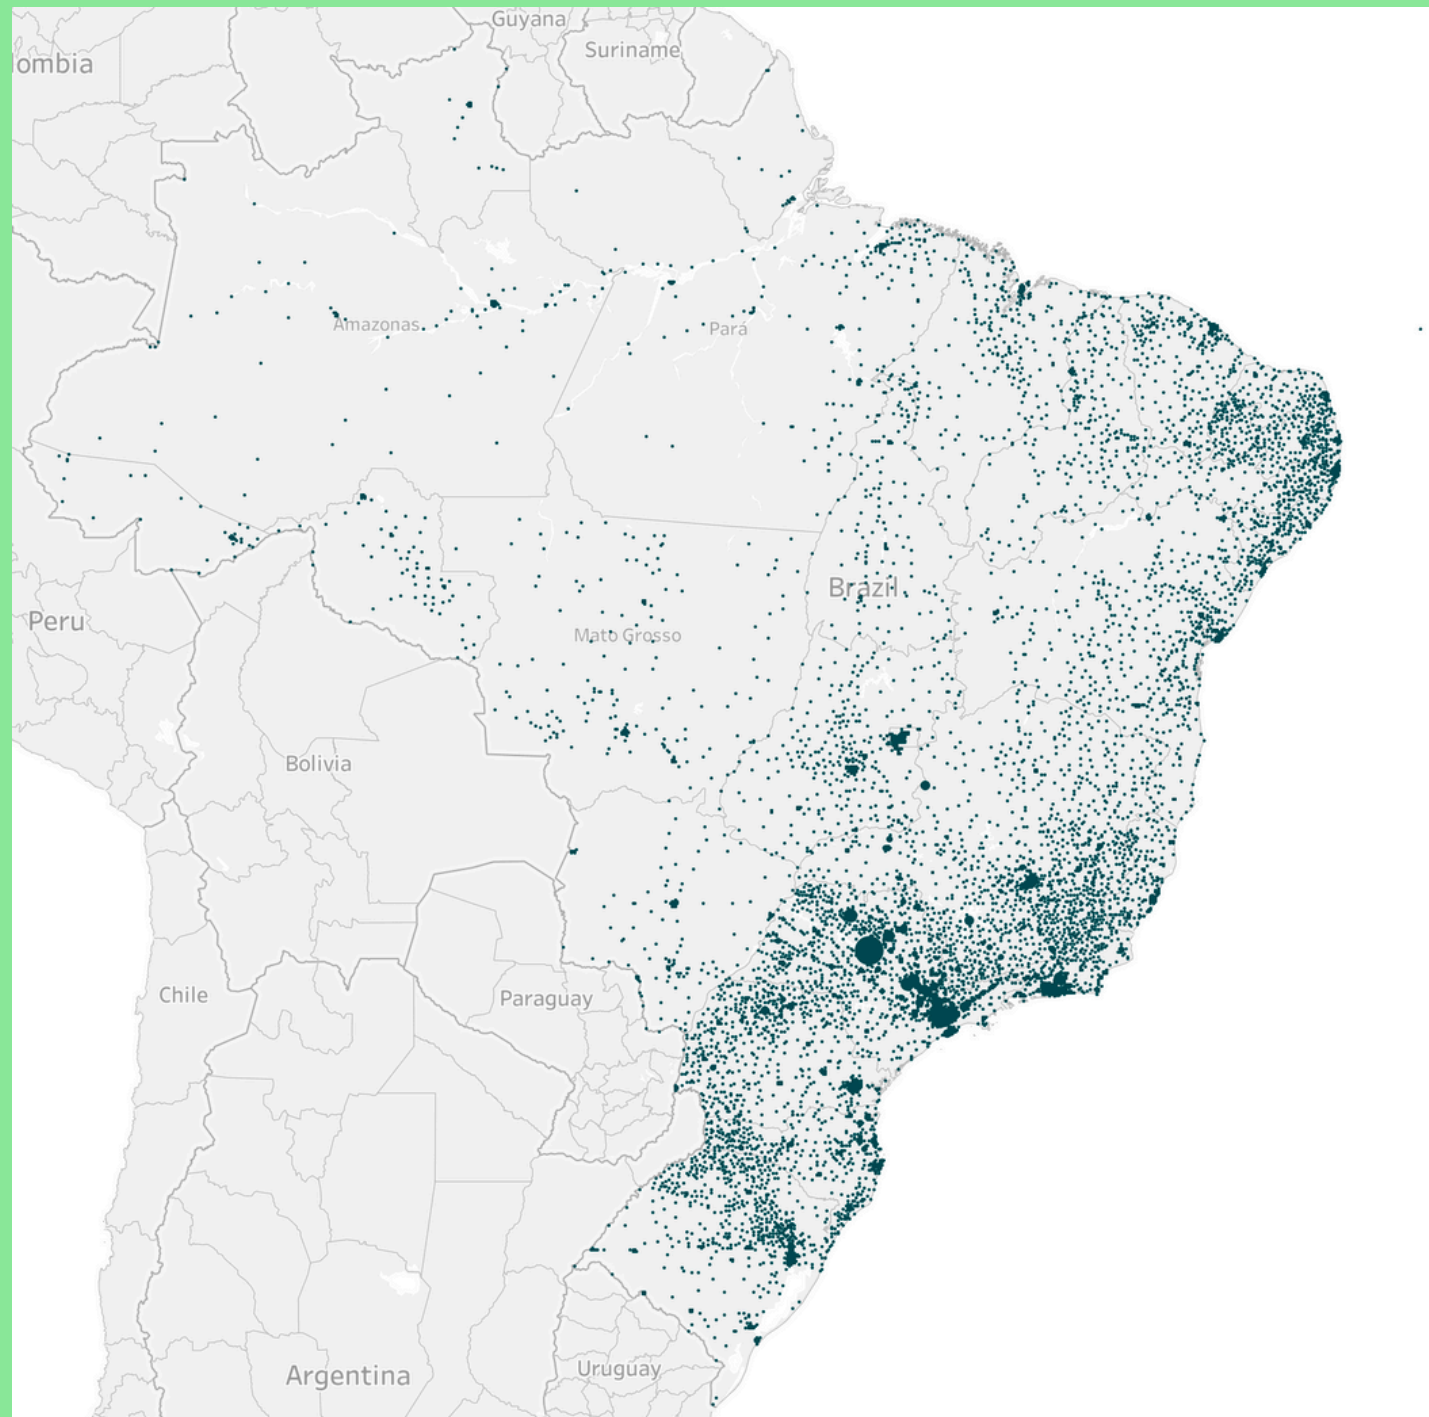 Guyana
Suriname
lombia
Amazonas
Pará
Brazil
Peru
Mato Grosso
Bolivia
Chile
Paraguay
Argentina
Uruguay